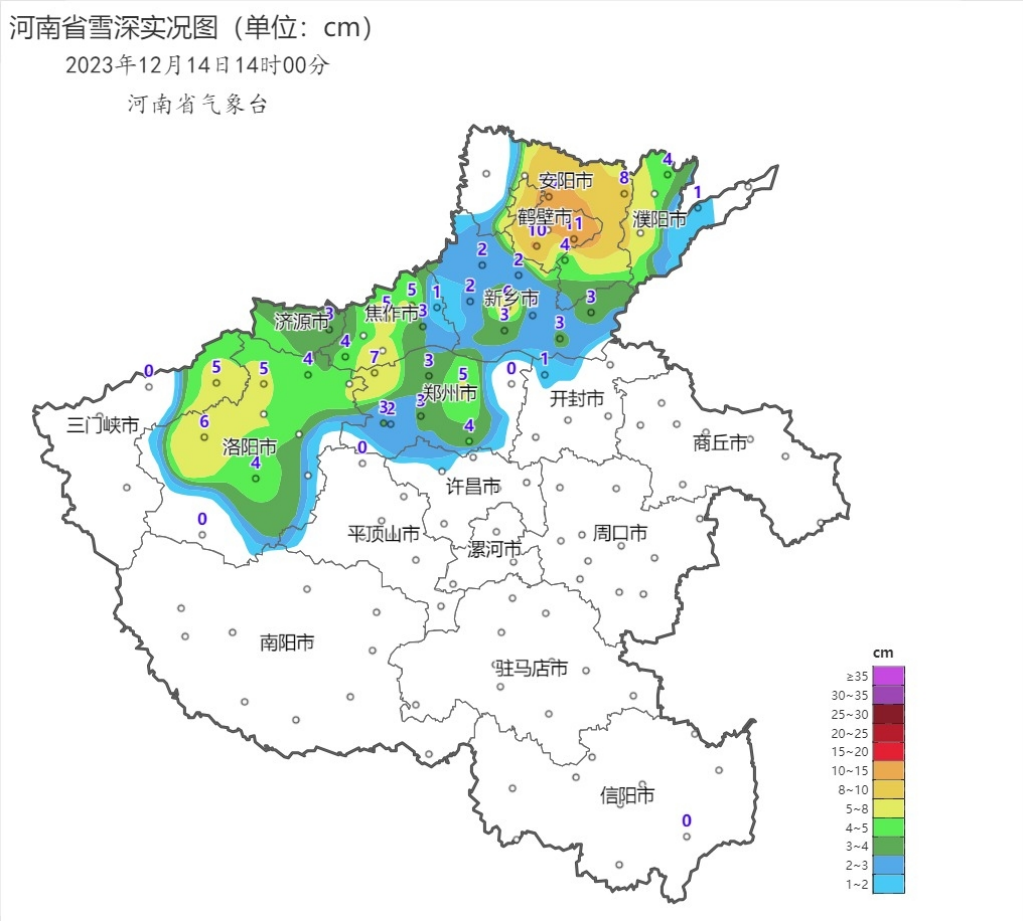 河南省雪深实况图（单位：cm）
2023年12月14日14时00分
河南省气象台
4
安阳市
8
1
鹤壁市
濮阳市
10
11
4
2
2
5
1
2
新乡市
3
济源市
3
5
焦作市
3
3
3
4
7
4
3
1
0
5
5
0
5
郑州市
开封市
3
2
3
6
三门峡市
4
商丘市
洛阳市
0
4
许昌市
0
平顶山市
周口市
漯河市
南阳市
驻马店市
信阳市
0
cm
≥35
30~35
25~30
20~25
15~20
10~15
8~10
5~8
4~5
3~4
2~3
1~2